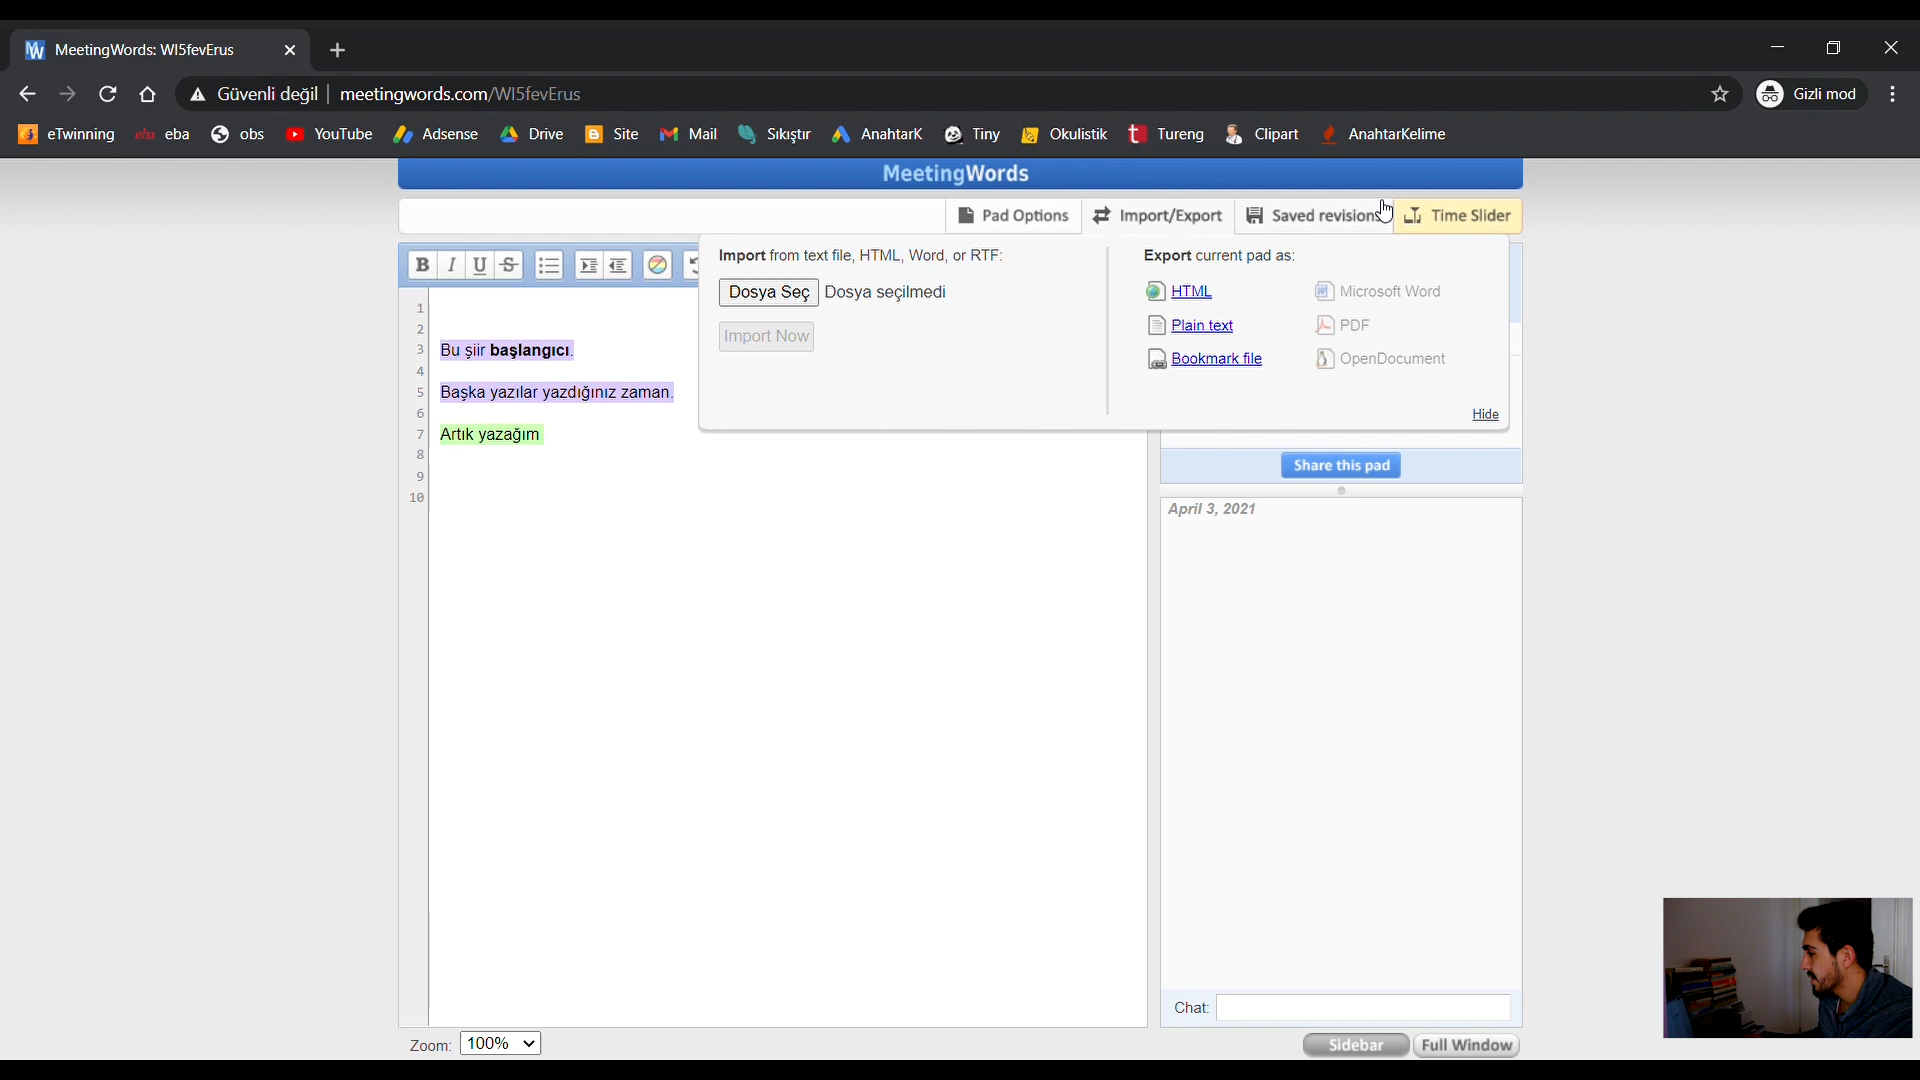 MeetingWords: WI5fevErus
Güvenli değil
meetingwords.com/WI5fevErus
Gizli mod
eTwinning
eba
obs
YouTube
Adsense
Drive
Site
Mail
Sıkıştır
AnahtarK
Tiny
Okulistik
Tureng
Clipart
AnahtarKelime
MeetingWords
Pad Options
Import/Export
Saved revisions
Time Slider
Import from text file, HTML, Word, or RTF:
Dosya Seç Dosya seçilmedi
Import Now
Export current pad as:
HTML
Microsoft Word
Plain text
PDF
Bookmark file
OpenDocument
Hide
B I U S
1
2
3 Bu şiir başlangıcı.
4
5 Başka yazılar yazdığınız zaman.
6
7 Artık yazağım
8
9
10
Share this pad
April 3, 2021
Chat:
Zoom: 100%
Sidebar
Full Window